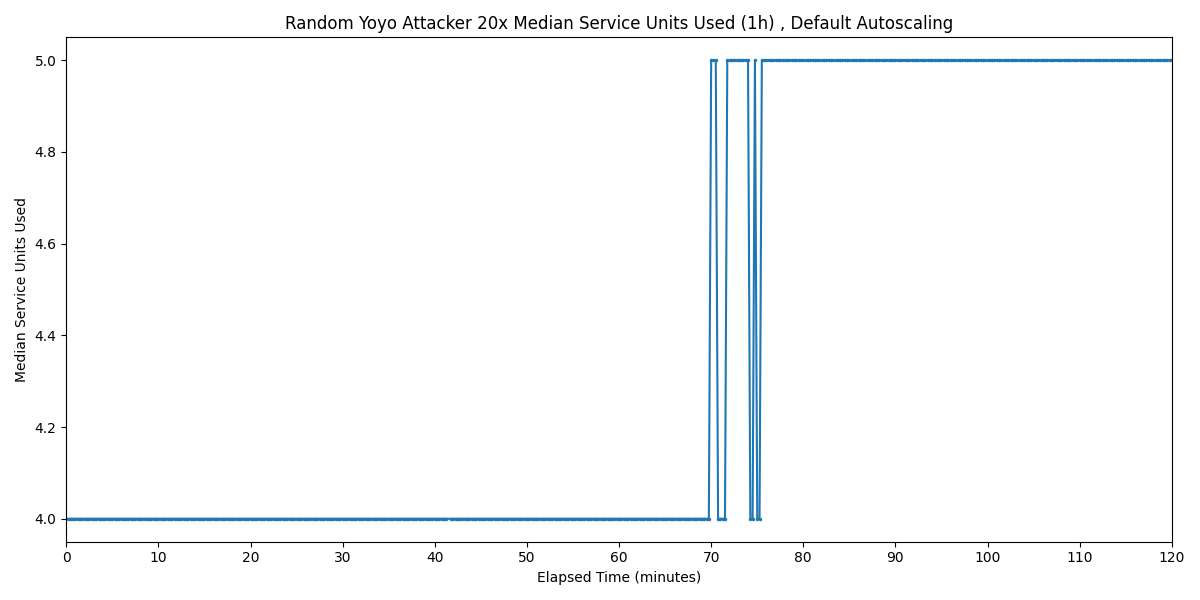 Random Yoyo Attacker 20x Median Service Units Used (1h) , Default Autoscaling
5.0
4.8
4.6
4.4
4.2
4.0
Median Service Units Used
0 10 20 30 40 50 60 70 80 90 100 110 120
Elapsed Time (minutes)